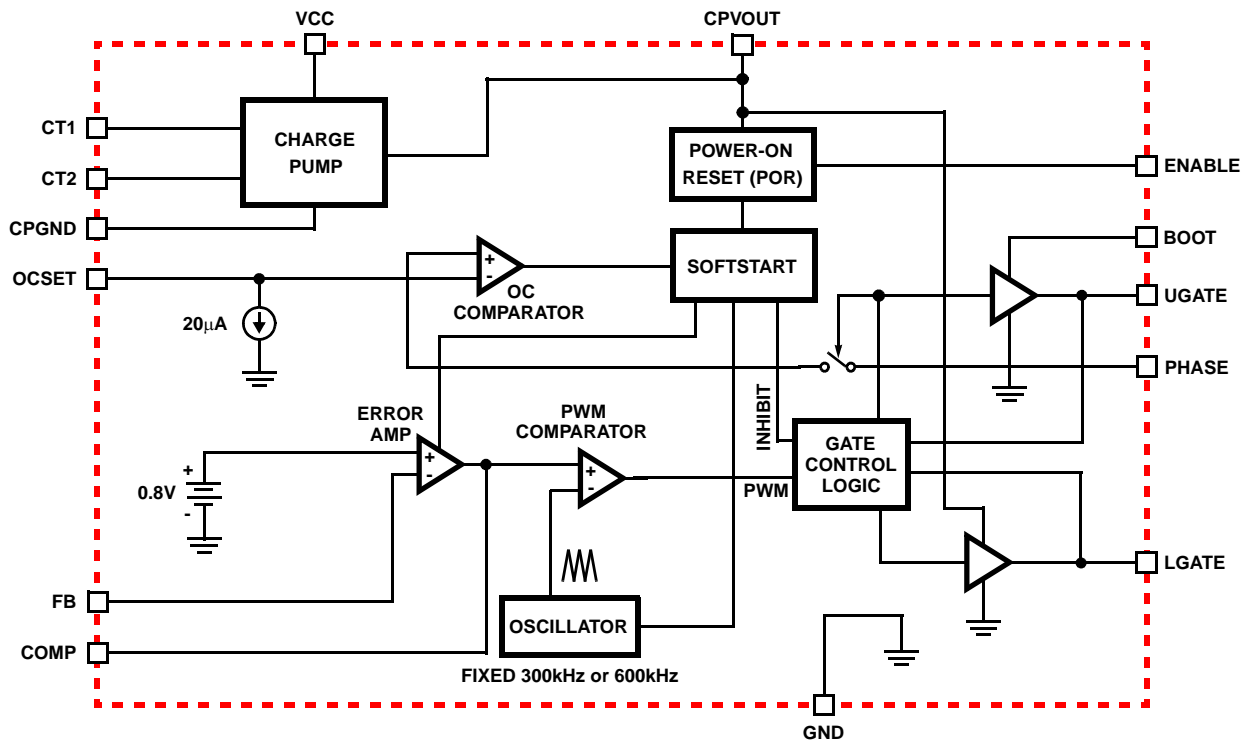 VCC
CPVOUT
CT1
CHARGE
PUMP
POWER-ON
RESET (POR)
ENABLE
CT2
CPGND
BOOT
OCSET
+
-
OC
COMPARATOR
SOFTSTART
UGATE
20μA
PHASE
ERROR
AMP
PWM
COMPARATOR
INHIBIT
+
0.8V
-
+
-
+
-
PWM
GATE
CONTROL
LOGIC
LGATE
FB
OSCILLATOR
COMP
FIXED 300kHz or 600kHz
GND